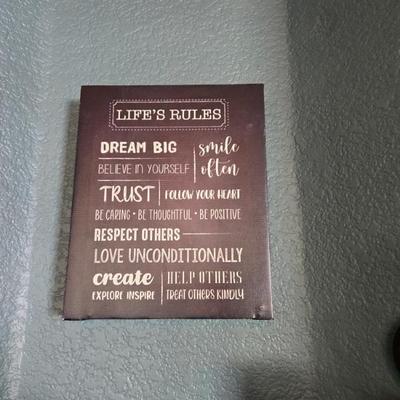 LIFE'S RULES
DREAM BIG
smile often
BELIEVE IN YOURSELF
TRUST
FOLLOW YOUR HEART
BE CARING • BE THOUGHTFUL • BE POSITIVE
RESPECT OTHERS
LOVE UNCONDITIONALLY
create
HELP OTHERS
EXPLORE INSPIRE
TREAT OTHERS KINDLY